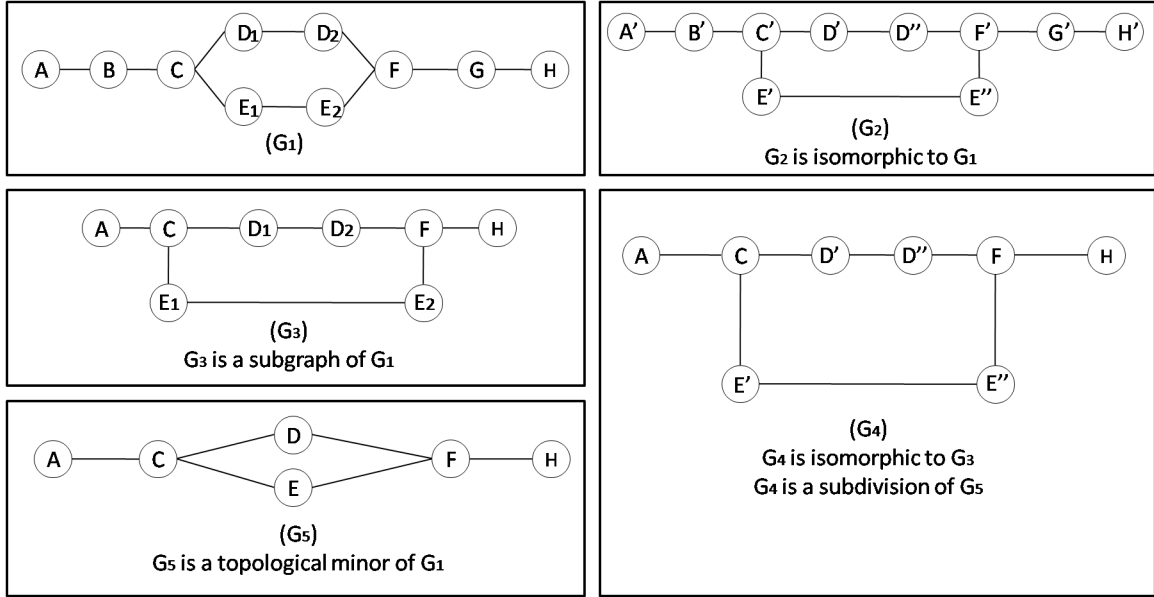 D1 D2
A B C F G H
E1 E2
(G1)
A’ B’ C’ D’ D’’ F’ G’ H’
E’ E’’
(G2)
G2 is isomorphic to G1
A C D1 D2 F H
E1 E2
(G3)
G3 is a subgraph of G1
A C D’ D’’ F H
E’ E’’
(G4)
G4 is isomorphic to G3
G4 is a subdivision of G5
D
A C F H
E
(G5)
G5 is a topological minor of G1